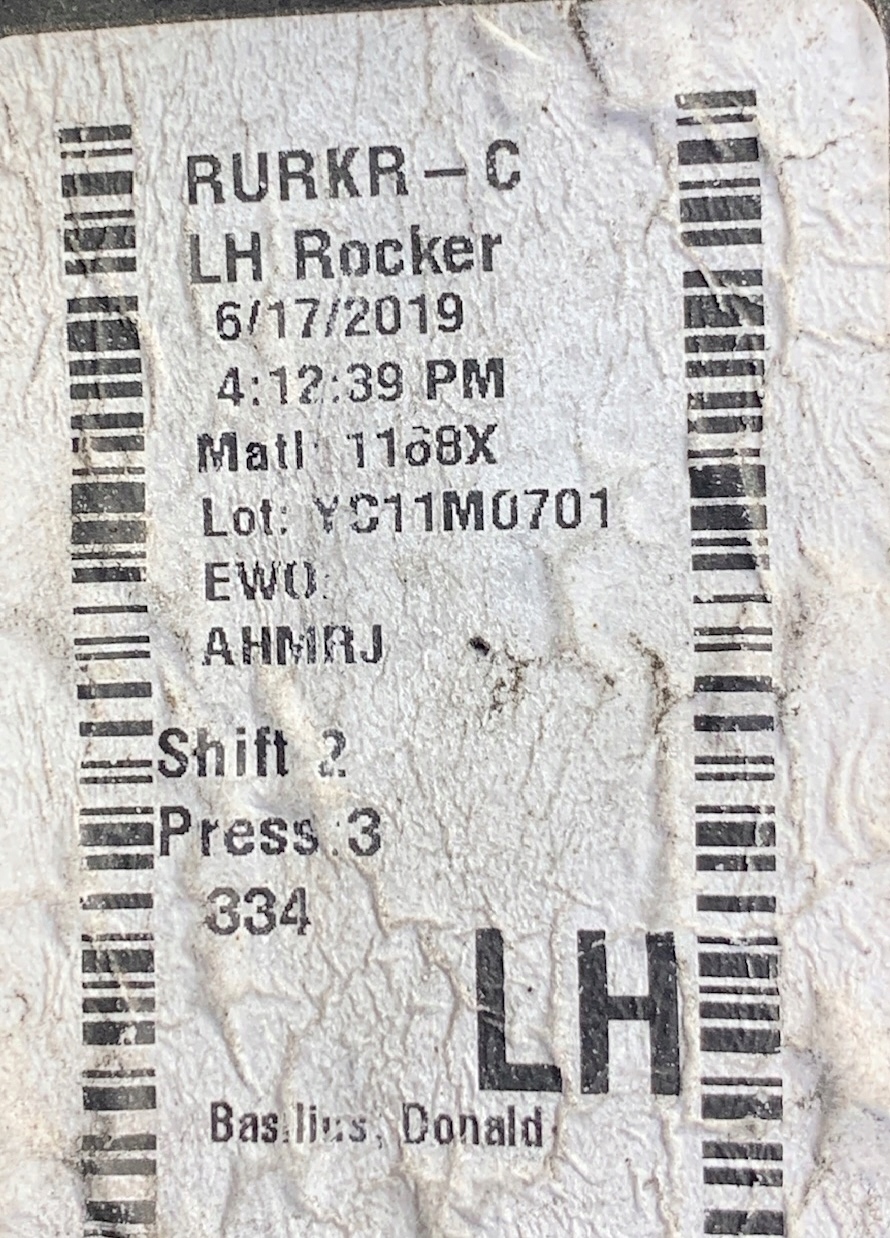 RURKR – C
LH Rocker
6/17/2019
4:12:39 PM
Matl: 1168X
Lot: YC11M0701
EWO:
AHMRJ
Shift 2
Press: 3
334
LH
Basilius, Donald